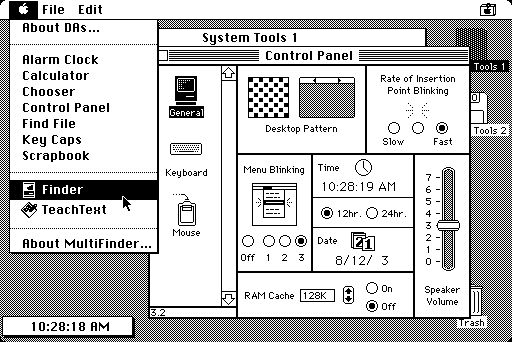 File Edit
About DAs...
Alarm Clock
Calculator
Chooser
Control Panel
Find File
Key Caps
Scrapbook
Finder
TeachText
About MultiFinder...
System Tools 1
Control Panel
General
Keyboard
Mouse
3.2
Desktop Pattern
Rate of Insertion
Point Blinking
Slow Fast
Menu Blinking
Off 1 2 3
Time
10:28:19 AM
12hr. 24hr.
Date
21
8/12/ 3
7
6
5
4
3
2
1
0
Speaker
Volume
RAM Cache 128K On
Off
Tools 1
Tools 2
Trash
10:28:18 AM